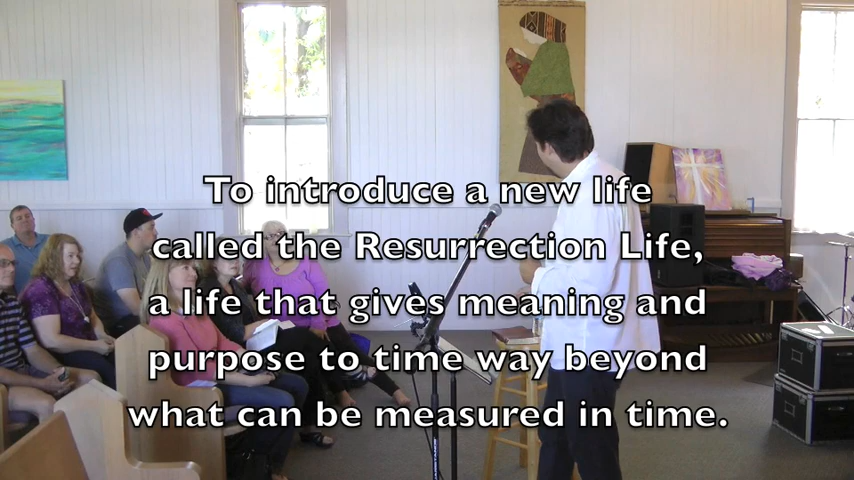 To introduce a new life
called the Resurrection Life,
a life that gives meaning and
purpose to time way beyond
what can be measured in time.